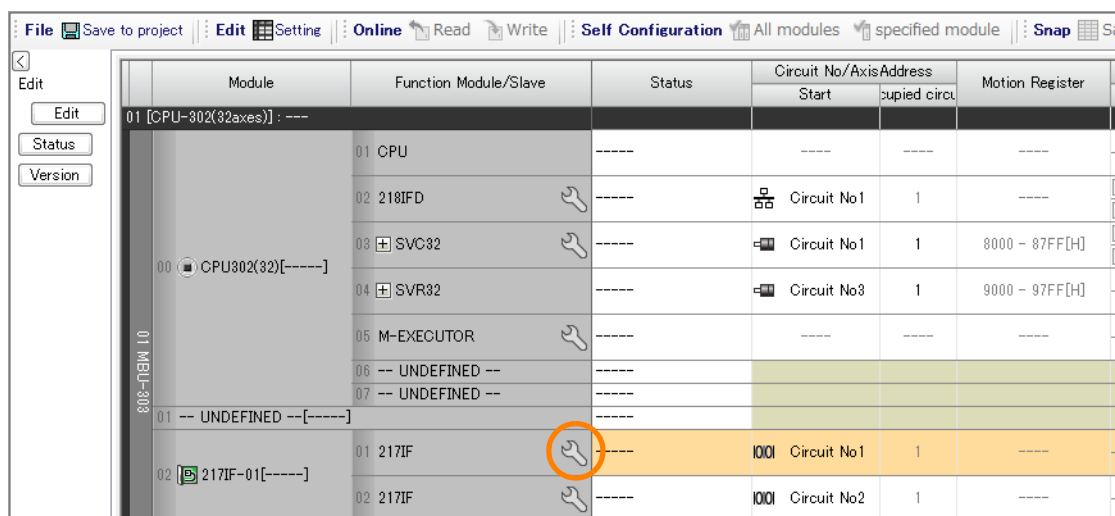 File Save to project Edit Setting Online Read Write Self Configuration All modules specified module Snap
Edit
Edit
Status
Version
Module Function Module/Slave Status Circuit No/AxisAddress Motion Register
Start cupied circu
01 [CPU-302(32axes)] : ---
01 MBU-303
00 CPU302(32)[-----]
01 CPU ----- ---- ---- ----
02 218IFD ----- Circuit No1 1 ----
03 + SVC32 ----- Circuit No1 1 8000 - 87FF[H]
04 + SVR32 ----- Circuit No3 1 9000 - 97FF[H]
05 M-EXECUTOR ----- ---- ---- ----
06 -- UNDEFINED -- -----
07 -- UNDEFINED -- -----
01 -- UNDEFINED --[-----] -----
02 217IF-01[-----]
01 217IF ----- Circuit No1 1 ----
02 217IF ----- Circuit No2 1 ----